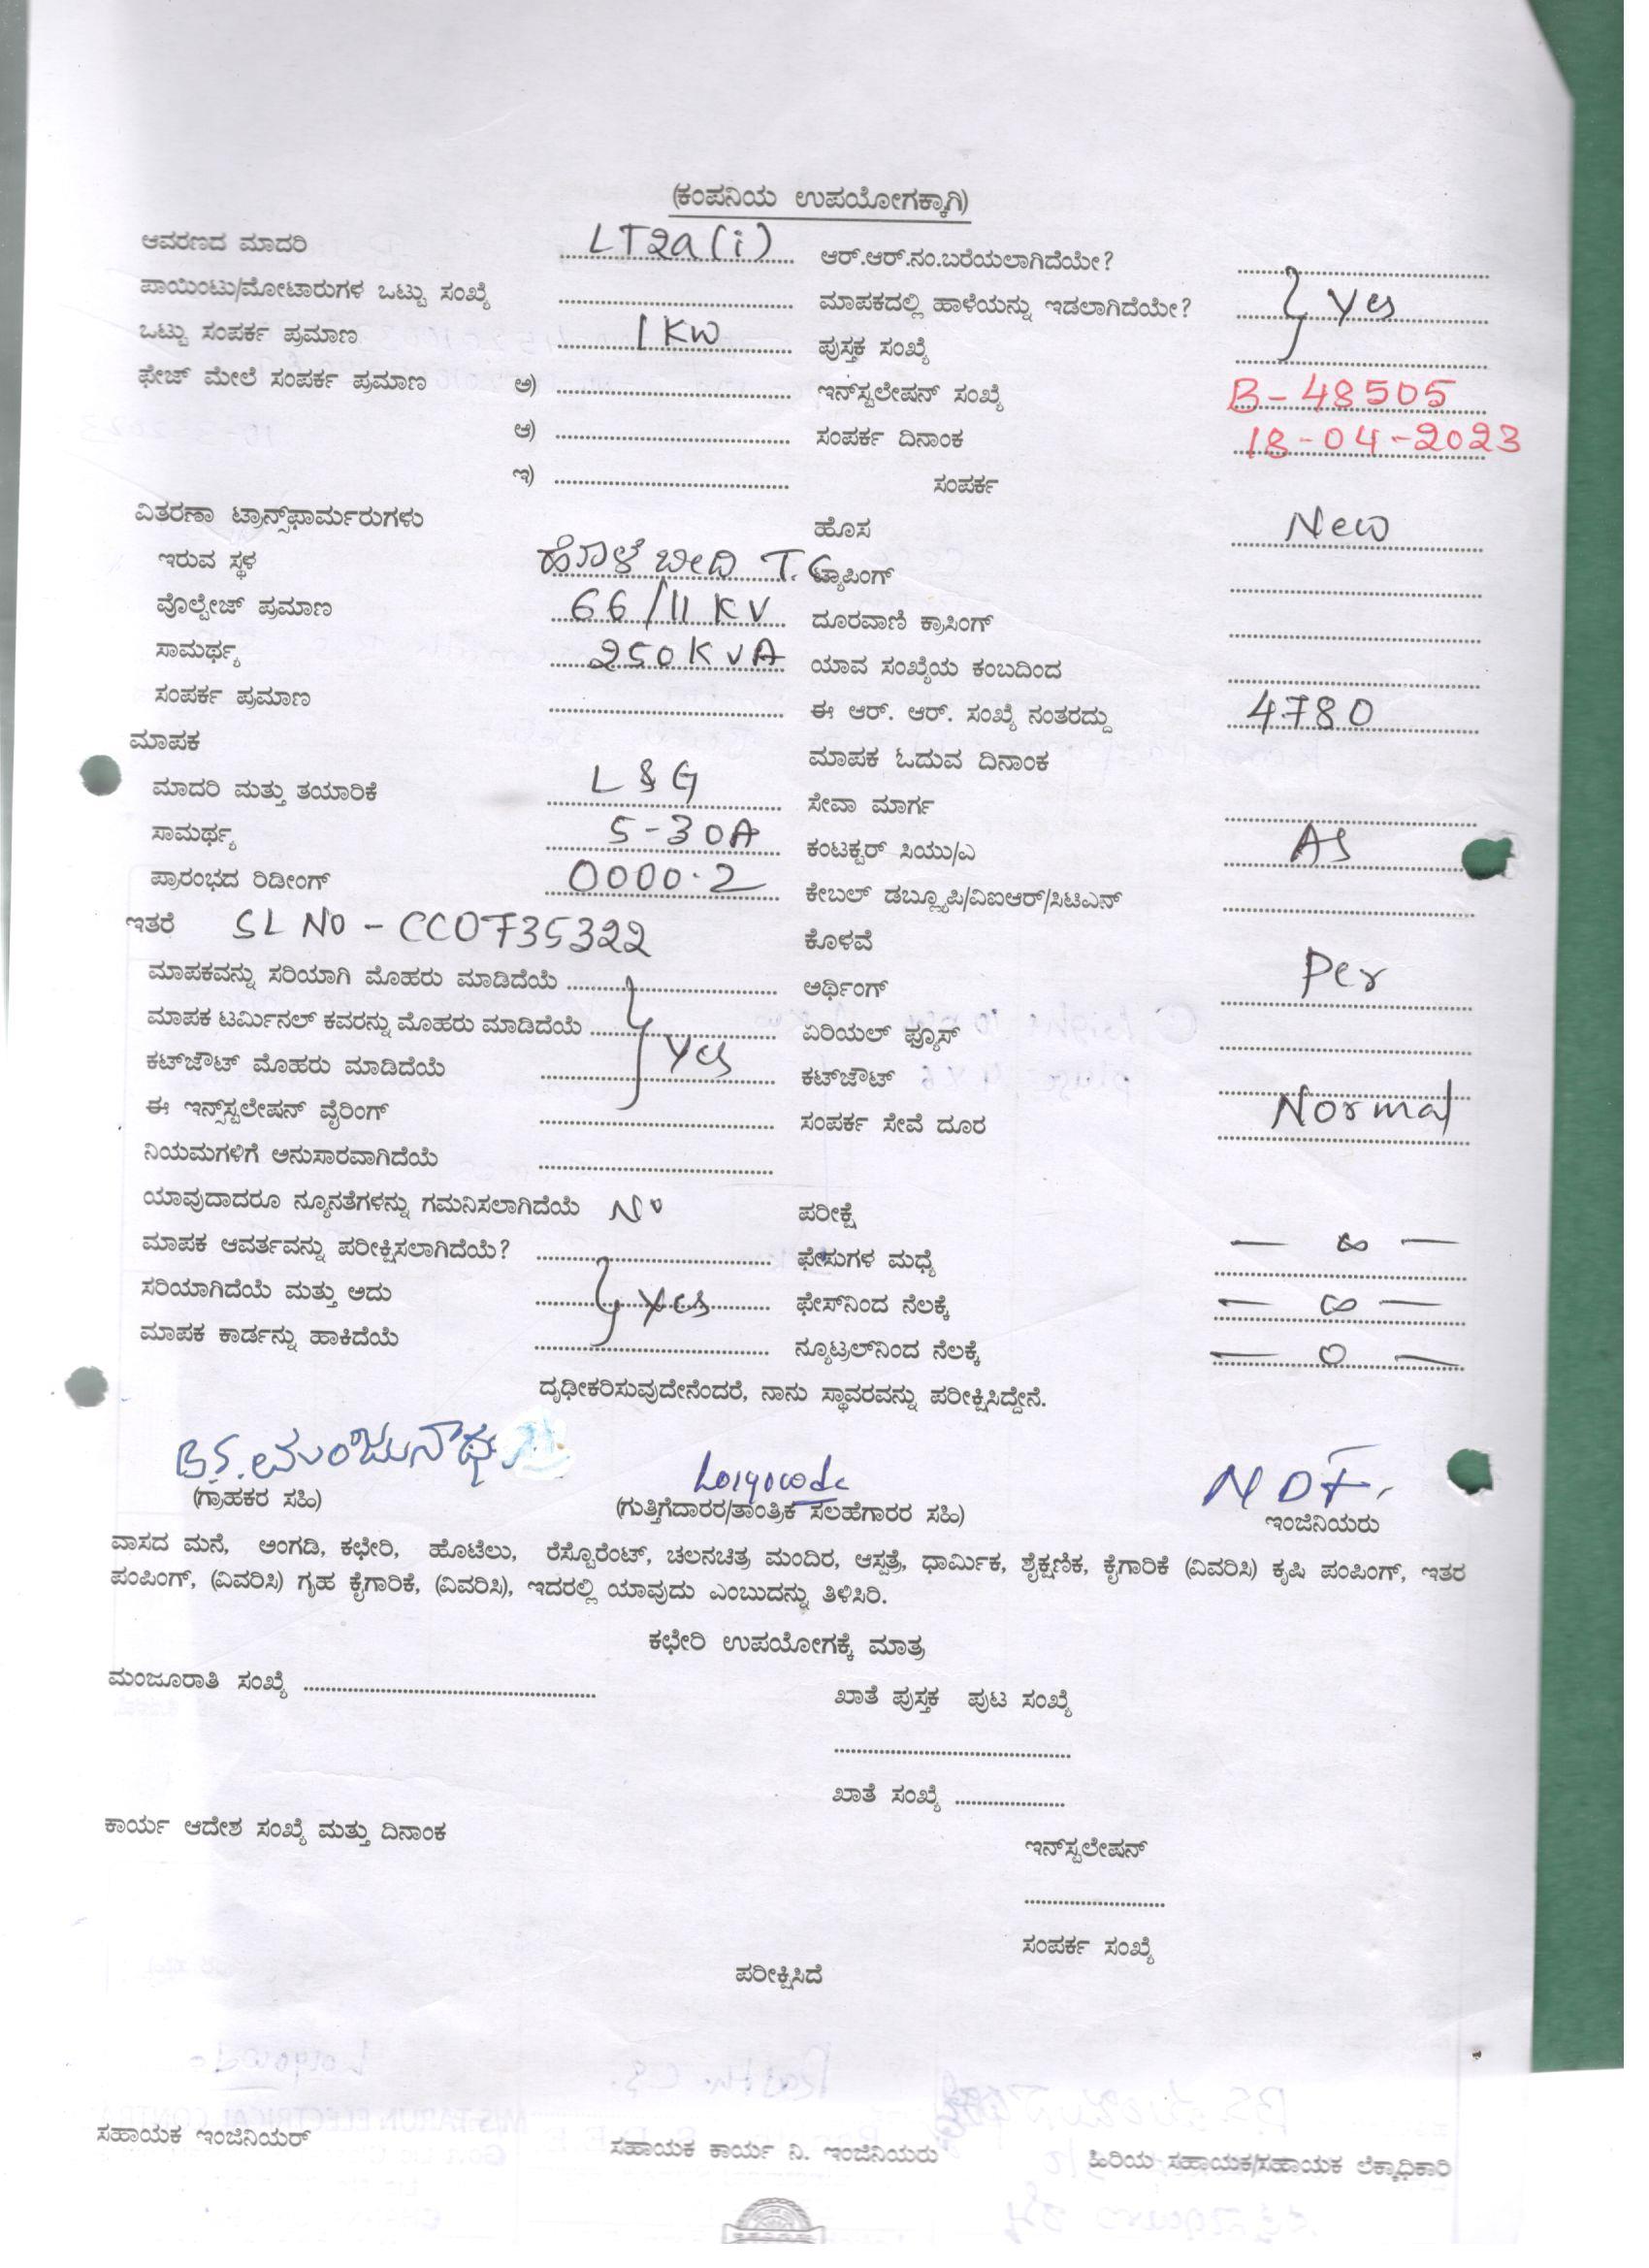 (ಕಂಪನಿಯ ಉಪಯೋಗಕ್ಕಾಗಿ)
ಆವರಣದ ಮಾದರಿ LT2a(i) ಆರ್.ಆರ್.ನಂ.ಬರೆಯಲಾಗಿದೆಯೇ?
ಪಾಯಿಂಟು/ಮೋಟಾರುಗಳ ಒಟ್ಟು ಸಂಖ್ಯೆ ಮಾಪಕದಲ್ಲಿ ಹಾಳೆಯನ್ನು ಇಡಲಾಗಿದೆಯೇ? yes
ಒಟ್ಟು ಸಂಪರ್ಕ ಪ್ರಮಾಣ 1 KW ಪುಸ್ತಕ ಸಂಖ್ಯೆ
ಫೇಜ್ ಮೇಲೆ ಸಂಪರ್ಕ ಪ್ರಮಾಣ ಅ) ಇನ್‌ಸ್ಟಲೇಷನ್ ಸಂಖ್ಯೆ B-48505
ಆ) ಸಂಪರ್ಕ ದಿನಾಂಕ 18-04-2023
ಇ) ಸಂಪರ್ಕ
ವಿತರಣಾ ಟ್ರಾನ್ಸ್‌ಫಾರ್ಮರುಗಳು ಹೊಸ New
ಇರುವ ಸ್ಥಳ ಹೊಳೆ ಬೀದಿ T.C ಟ್ಯಾಪಿಂಗ್
ವೊಲ್ಟೇಜ್ ಪ್ರಮಾಣ 66/11 KV ದೂರವಾಣಿ ಕ್ರಾಸಿಂಗ್
ಸಾಮರ್ಥ್ಯ 250KVA ಯಾವ ಸಂಖ್ಯೆಯ ಕಂಬದಿಂದ
ಸಂಪರ್ಕ ಪ್ರಮಾಣ ಈ ಆರ್. ಆರ್. ಸಂಖ್ಯೆ ನಂತರದ್ದು 4780
ಮಾಪಕ ಮಾಪಕ ಓದುವ ದಿನಾಂಕ
ಮಾದರಿ ಮತ್ತು ತಯಾರಿಕೆ L&G ಸೇವಾ ಮಾರ್ಗ
ಸಾಮರ್ಥ್ಯ 5-30A ಕಂಟಕ್ಟರ್ ಸಿಯು/ಎ As
ಪ್ರಾರಂಭದ ರಿಡೀಂಗ್ 0000.2 ಕೇಬಲ್ ಡಬ್ಲ್ಯೂಪಿ/ವಿಐಆರ್/ಸಿಟಿಎನ್
ಇತರೆ SL NO - CC0735322 ಕೊಳವೆ
ಮಾಪಕವನ್ನು ಸರಿಯಾಗಿ ಮೊಹರು ಮಾಡಿದೆಯೆ ಅರ್ಥಿಂಗ್ Per
ಮಾಪಕ ಟರ್ಮಿನಲ್ ಕವರನ್ನು ಮೊಹರು ಮಾಡಿದೆಯೆ yes ಏರಿಯಲ್ ಫ್ಯೂಸ್
ಕಟ್‌ಔಟ್ ಮೊಹರು ಮಾಡಿದೆಯೆ ಕಟ್‌ಔಟ್
ಈ ಇನ್ಸ್‌ಸ್ಟಲೇಷನ್ ವೈರಿಂಗ್ ಸಂಪರ್ಕ ಸೇವೆ ದೂರ Normal
ನಿಯಮಗಳಿಗೆ ಅನುಸಾರವಾಗಿದೆಯೆ
ಯಾವುದಾದರೂ ನ್ಯೂನತೆಗಳನ್ನು ಗಮನಿಸಲಾಗಿದೆಯೆ No ಪರೀಕ್ಷೆ
ಮಾಪಕ ಆವರ್ತವನ್ನು ಪರೀಕ್ಷಿಸಲಾಗಿದೆಯೆ? ಫೇಸುಗಳ ಮಧ್ಯೆ — ∞ —
ಸರಿಯಾಗಿದೆಯೆ ಮತ್ತು ಅದು yes ಫೇಸ್‌ನಿಂದ ನೆಲಕ್ಕೆ — ∞ —
ಮಾಪಕ ಕಾರ್ಡನ್ನು ಹಾಕಿದೆಯೆ ನ್ಯೂಟ್ರಲ್‌ನಿಂದ ನೆಲಕ್ಕೆ — 0 —
ದೃಢೀಕರಿಸುವುದೇನೆಂದರೆ, ನಾನು ಸ್ಥಾವರವನ್ನು ಪರೀಕ್ಷಿಸಿದ್ದೇನೆ.
B.S.ಮಂಜುನಾಥ
(ಗ್ರಾಹಕರ ಸಹಿ) (ಗುತ್ತಿಗೆದಾರರ/ತಾಂತ್ರಿಕ ಸಲಹೆಗಾರರ ಸಹಿ) ಇಂಜಿನಿಯರು
ವಾಸದ ಮನೆ, ಅಂಗಡಿ, ಕಛೇರಿ, ಹೊಟೆಲು, ರೆಸ್ಟೊರೆಂಟ್, ಚಲನಚಿತ್ರ ಮಂದಿರ, ಆಸ್ಪತ್ರೆ, ಧಾರ್ಮಿಕ, ಶೈಕ್ಷಣಿಕ, ಕೈಗಾರಿಕೆ (ವಿವರಿಸಿ) ಕೃಷಿ ಪಂಪಿಂಗ್, ಇತರ
ಪಂಪಿಂಗ್, (ವಿವರಿಸಿ) ಗೃಹ ಕೈಗಾರಿಕೆ, (ವಿವರಿಸಿ), ಇದರಲ್ಲಿ ಯಾವುದು ಎಂಬುದನ್ನು ತಿಳಿಸಿರಿ.
ಕಛೇರಿ ಉಪಯೋಗಕ್ಕೆ ಮಾತ್ರ
ಮಂಜೂರಾತಿ ಸಂಖ್ಯೆ ಖಾತೆ ಪುಸ್ತಕ ಪುಟ ಸಂಖ್ಯೆ
ಖಾತೆ ಸಂಖ್ಯೆ
ಕಾರ್ಯ ಆದೇಶ ಸಂಖ್ಯೆ ಮತ್ತು ದಿನಾಂಕ ಇನ್‌ಸ್ಟಲೇಷನ್
ಸಂಪರ್ಕ ಸಂಖ್ಯೆ
ಪರೀಕ್ಷಿಸಿದೆ
ಸಹಾಯಕ ಇಂಜಿನಿಯರ್ ಸಹಾಯಕ ಕಾರ್ಯ ನಿ. ಇಂಜಿನಿಯರು ಹಿರಿಯ ಸಹಾಯಕ/ಸಹಾಯಕ ಲೆಕ್ಕಾಧಿಕಾರಿ